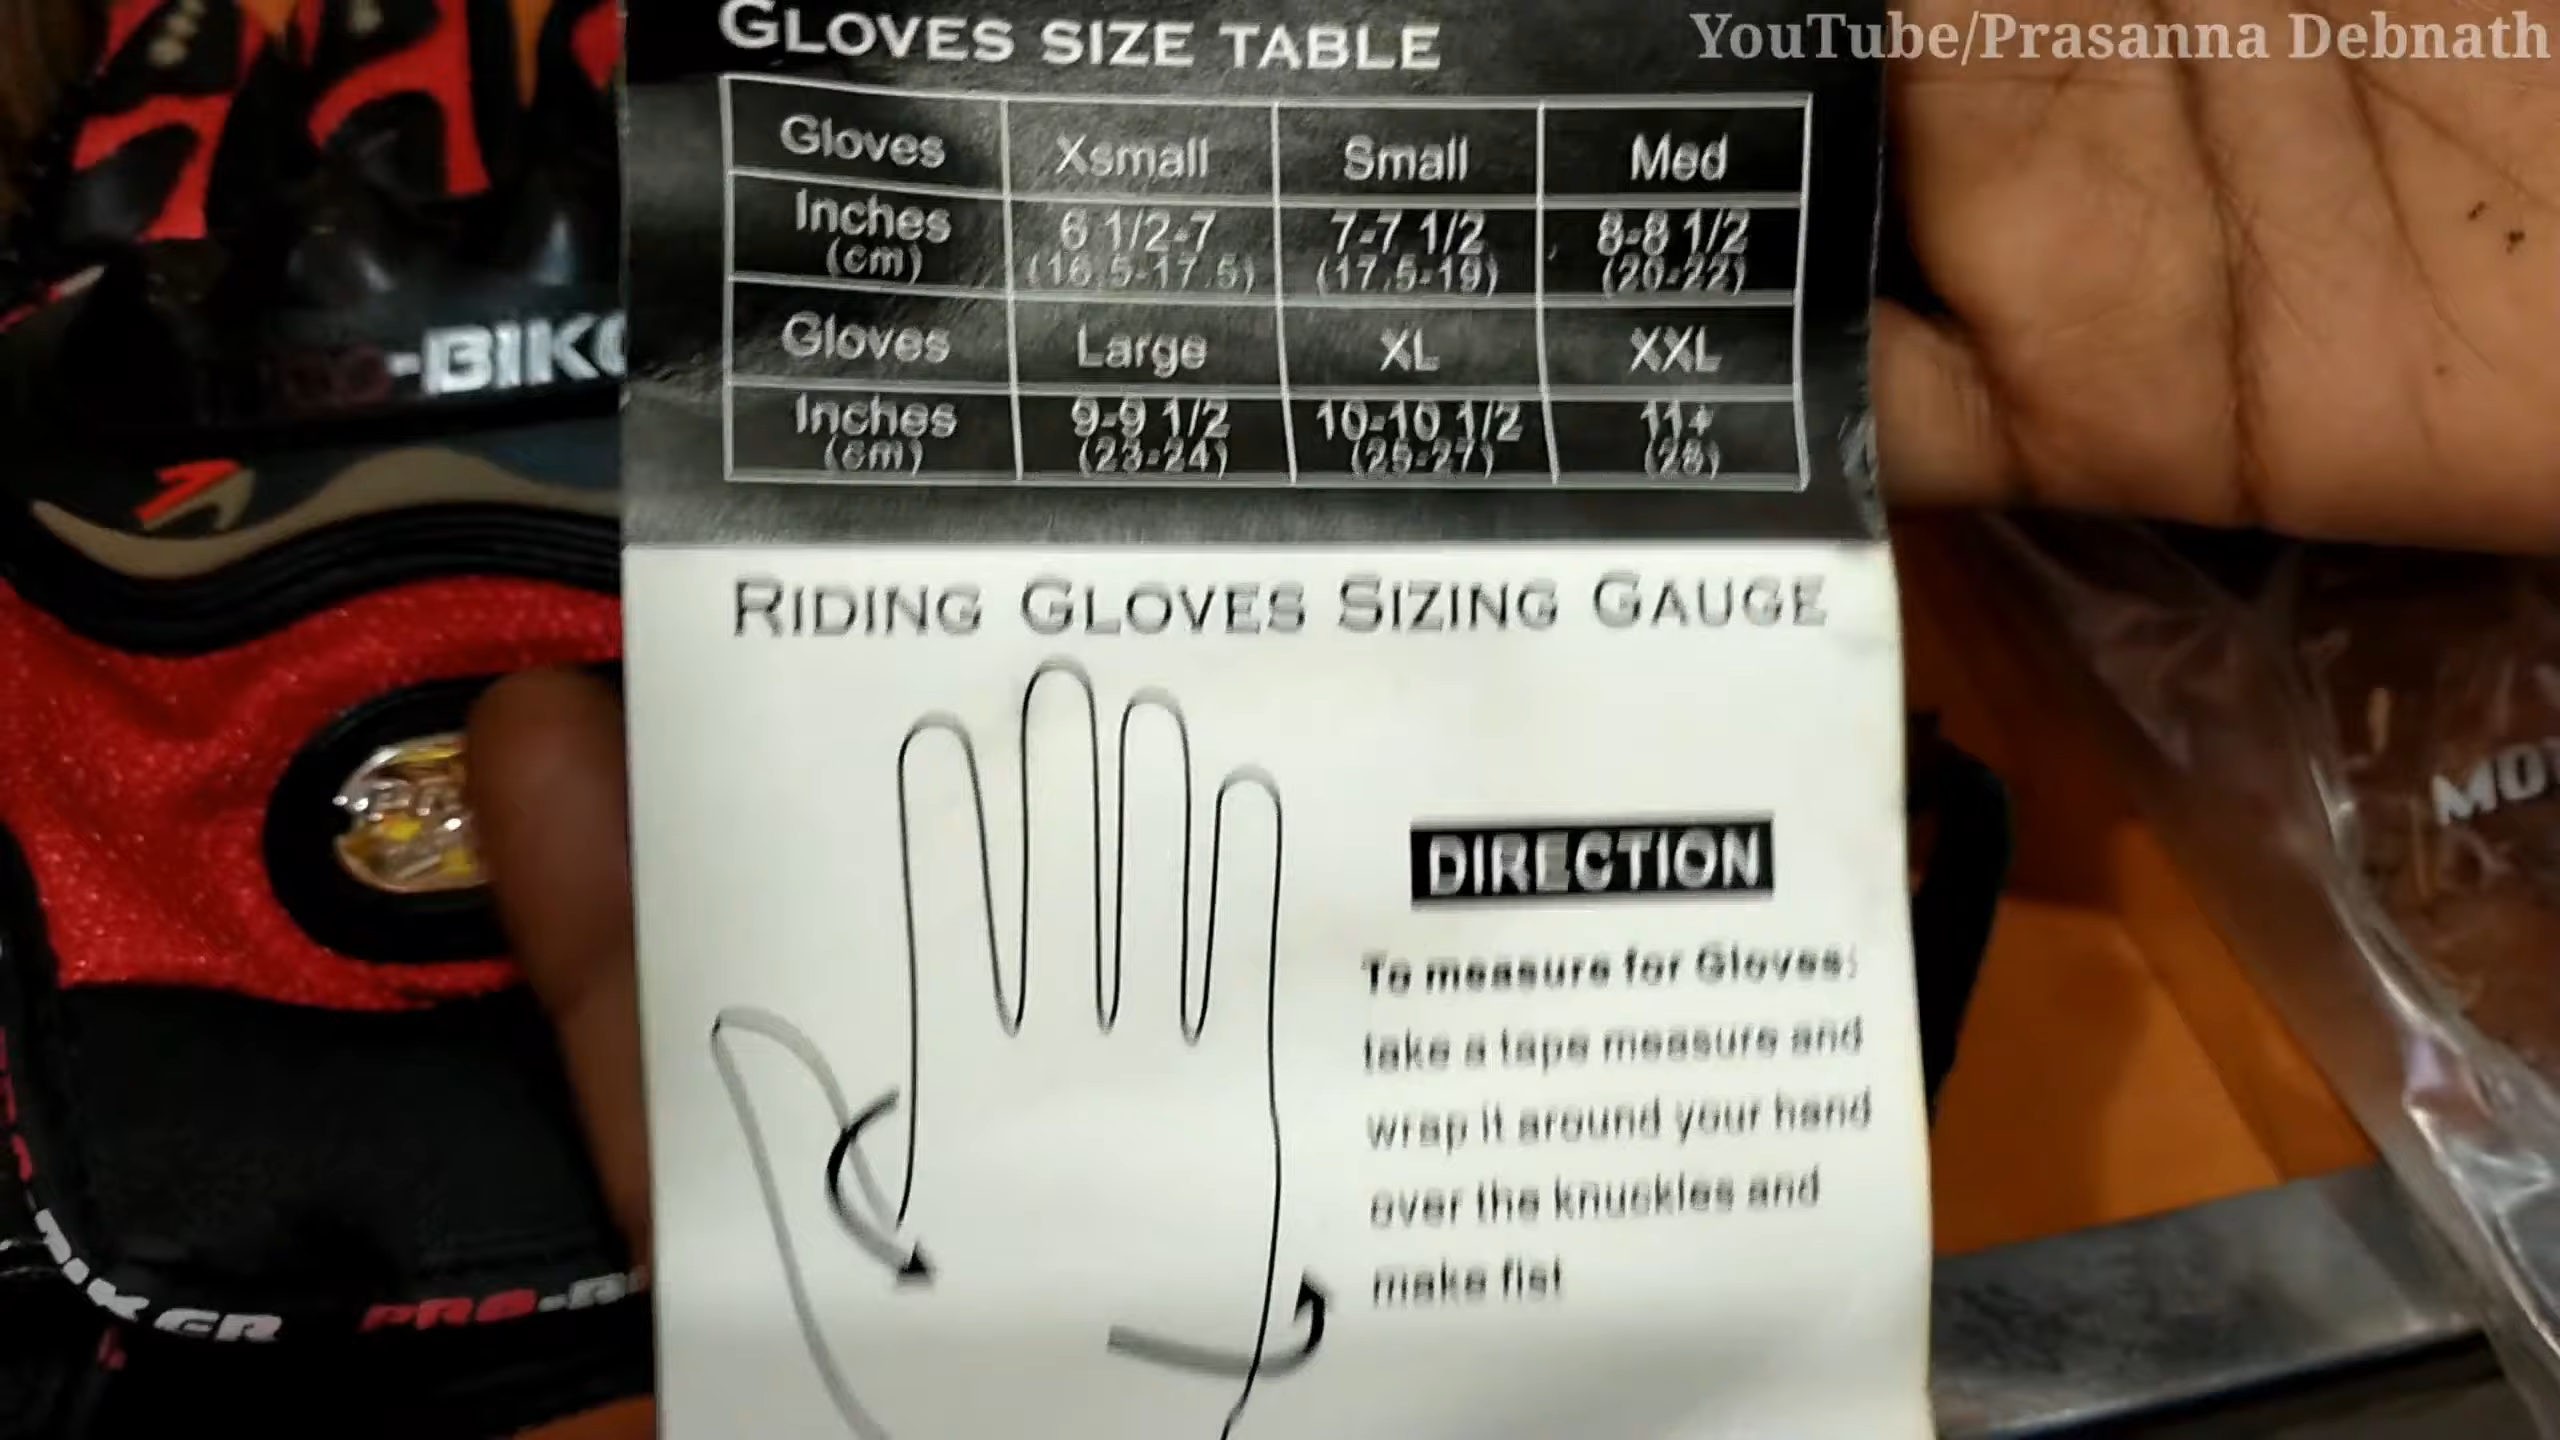 YouTube/Prasanna Debnath
GLOVES SIZE TABLE
Gloves Xsmall Small Med
Inches 6 1/2-7 7-7 1/2 8-8 1/2
(cm) (16.5-17.5) (17.5-19) (20-22)
Gloves Large XL XXL
Inches 9-9 1/2 10-10 1/2 11+
(cm) (23-24) (25-27) (28)
RIDING GLOVES SIZING GAUGE
DIRECTION
To measure for Gloves:
take a tape measure and
wrap it around your hand
over the knuckles and
make fist
-BIK
MO
IKER PRO-B